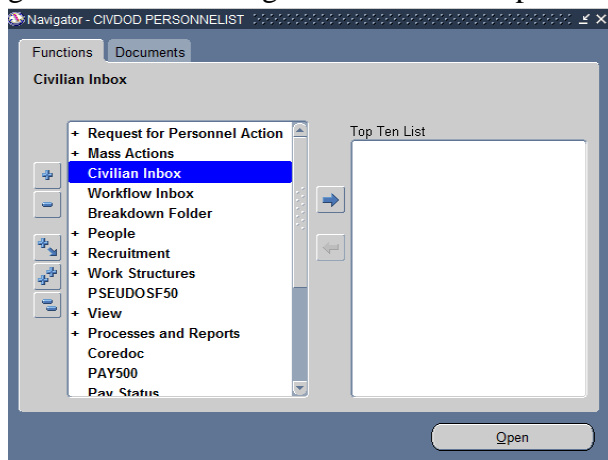 Navigator - CIVDOD PERSONNELIST
Functions Documents
Civilian Inbox
+ Request for Personnel Action
+ Mass Actions
Civilian Inbox
Workflow Inbox
Breakdown Folder
+ People
+ Recruitment
+ Work Structures
PSEUDOSF50
+ View
+ Processes and Reports
Coredoc
PAY500
Pay Status
Top Ten List
Open